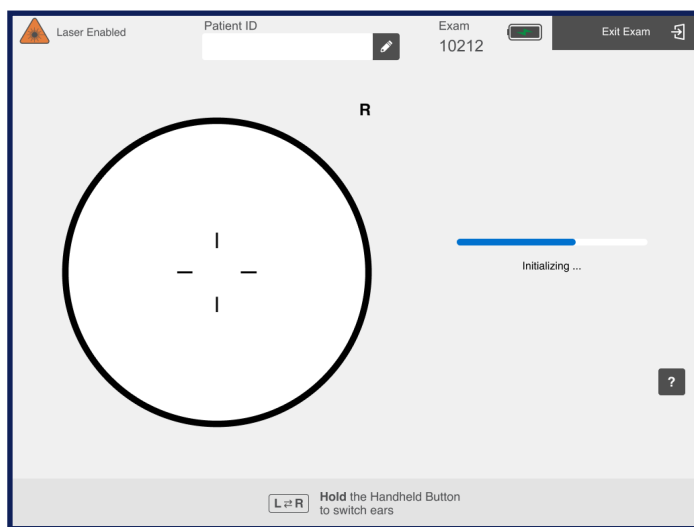 Laser Enabled
Patient ID
Exam
10212
Exit Exam
R
Initializing ...
?
L⇄R
Hold the Handheld Button
to switch ears